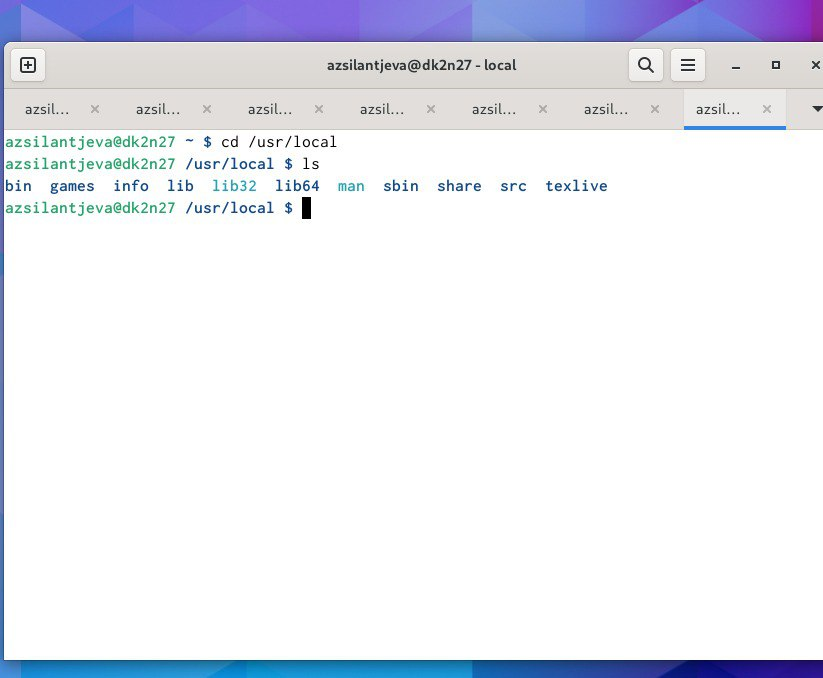 azsilantjeva@dk2n27 - local
azsil... azsil... azsil... azsil... azsil... azsil... azsil...
azsilantjeva@dk2n27 ~ $ cd /usr/local
azsilantjeva@dk2n27 /usr/local $ ls
bin games info lib lib32 lib64 man sbin share src texlive
azsilantjeva@dk2n27 /usr/local $